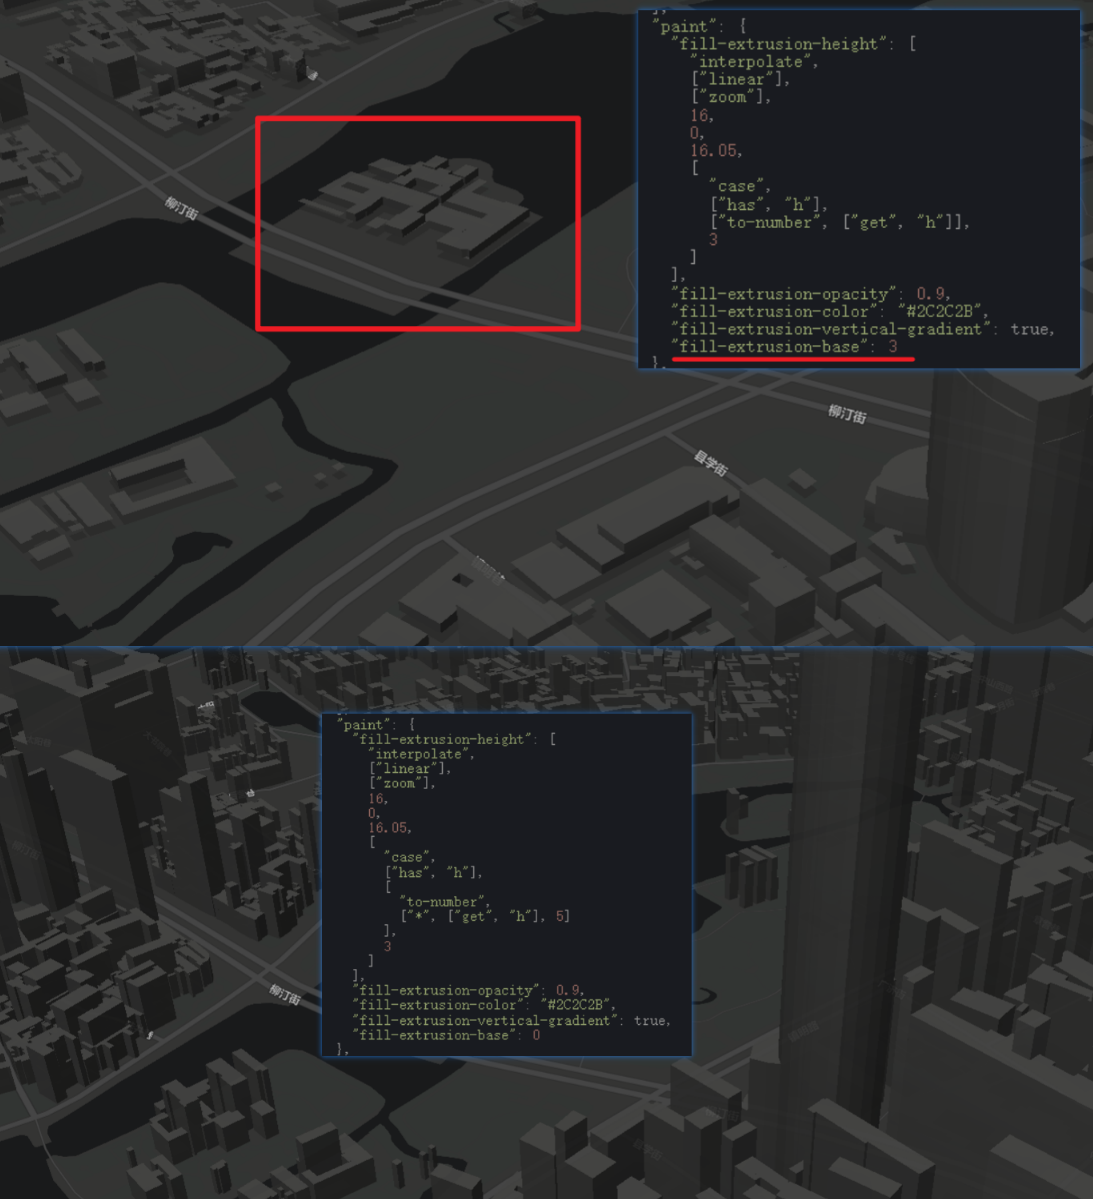 },
"paint": {
"fill-extrusion-height": [
"interpolate",
["linear"],
["zoom"],
16,
0,
16.05,
[
"case",
["has", "h"],
["to-number", ["get", "h"]],
3
]
],
"fill-extrusion-opacity": 0.9,
"fill-extrusion-color": "#2C2C2B",
"fill-extrusion-vertical-gradient": true,
"fill-extrusion-base": 3
},
柳汀街
柳汀街
县学街
"paint": {
"fill-extrusion-height": [
"interpolate",
["linear"],
["zoom"],
16,
0,
16.05,
[
"case",
["has", "h"],
[
"to-number",
["*", ["get", "h"], 5]
],
3
]
],
"fill-extrusion-opacity": 0.9,
"fill-extrusion-color": "#2C2C2B",
"fill-extrusion-vertical-gradient": true,
"fill-extrusion-base": 0
},
柳汀街